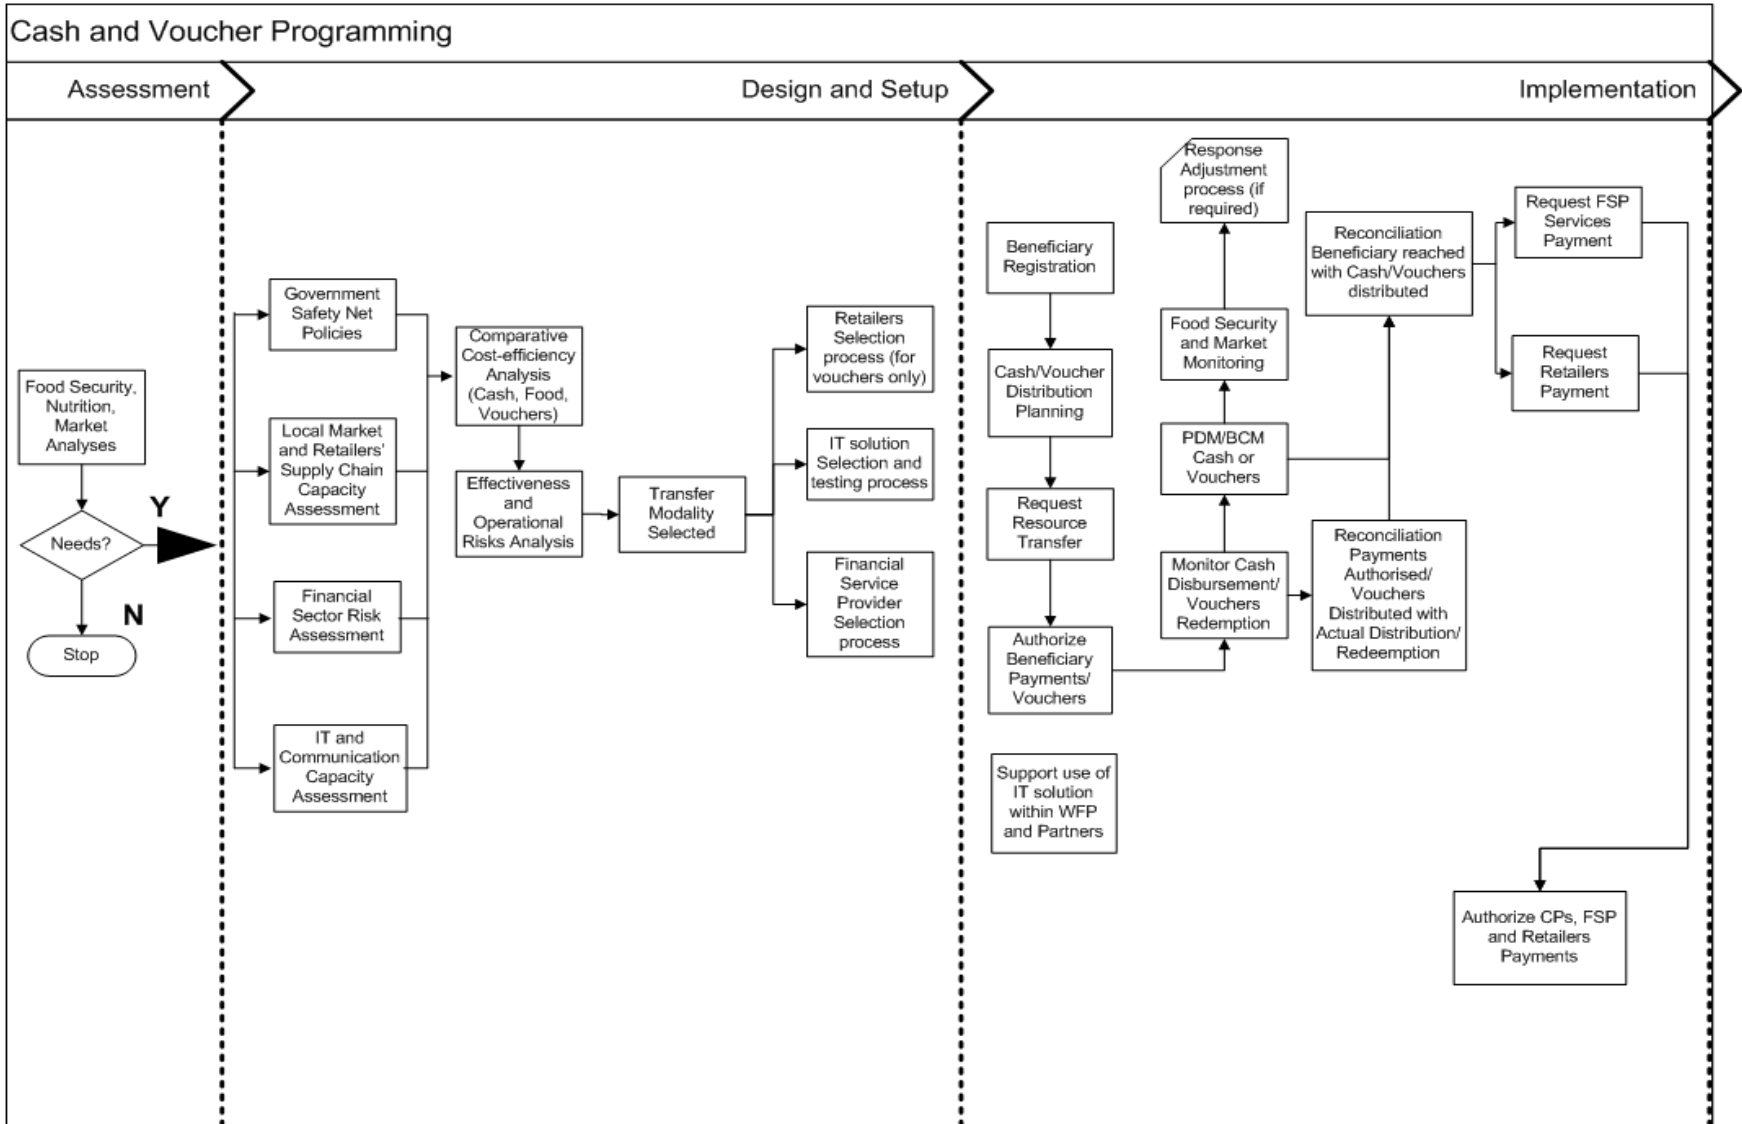 Cash and Voucher Programming
Assessment
Design and Setup
Implementation
Food Security,
Nutrition,
Market
Analyses
Needs?
Y
N
Stop
Government
Safety Net
Policies
Local Market
and Retailers'
Supply Chain
Capacity
Assessment
Financial
Sector Risk
Assessment
IT and
Communication
Capacity
Assessment
Comparative
Cost-efficiency
Analysis
(Cash, Food,
Vouchers)
Effectiveness
and
Operational
Risks Analysis
Transfer
Modality
Selected
Retailers
Selection
process (for
vouchers only)
IT solution
Selection and
testing process
Financial
Service
Provider
Selection
process
Beneficiary
Registration
Cash/Voucher
Distribution
Planning
Request
Resource
Transfer
Authorize
Beneficiary
Payments/
Vouchers
Support use of
IT solution
within WFP
and Partners
Response
Adjustment
process (if
required)
Food Security
and Market
Monitoring
PDM/BCM
Cash or
Vouchers
Monitor Cash
Disbursement/
Vouchers
Redemption
Reconciliation
Beneficiary reached
with Cash/Vouchers
distributed
Reconciliation
Payments
Authorised/
Vouchers
Distributed with
Actual Distribution/
Redeemption
Request FSP
Services
Payment
Request
Retailers
Payment
Authorize CPs, FSP
and Retailers
Payments